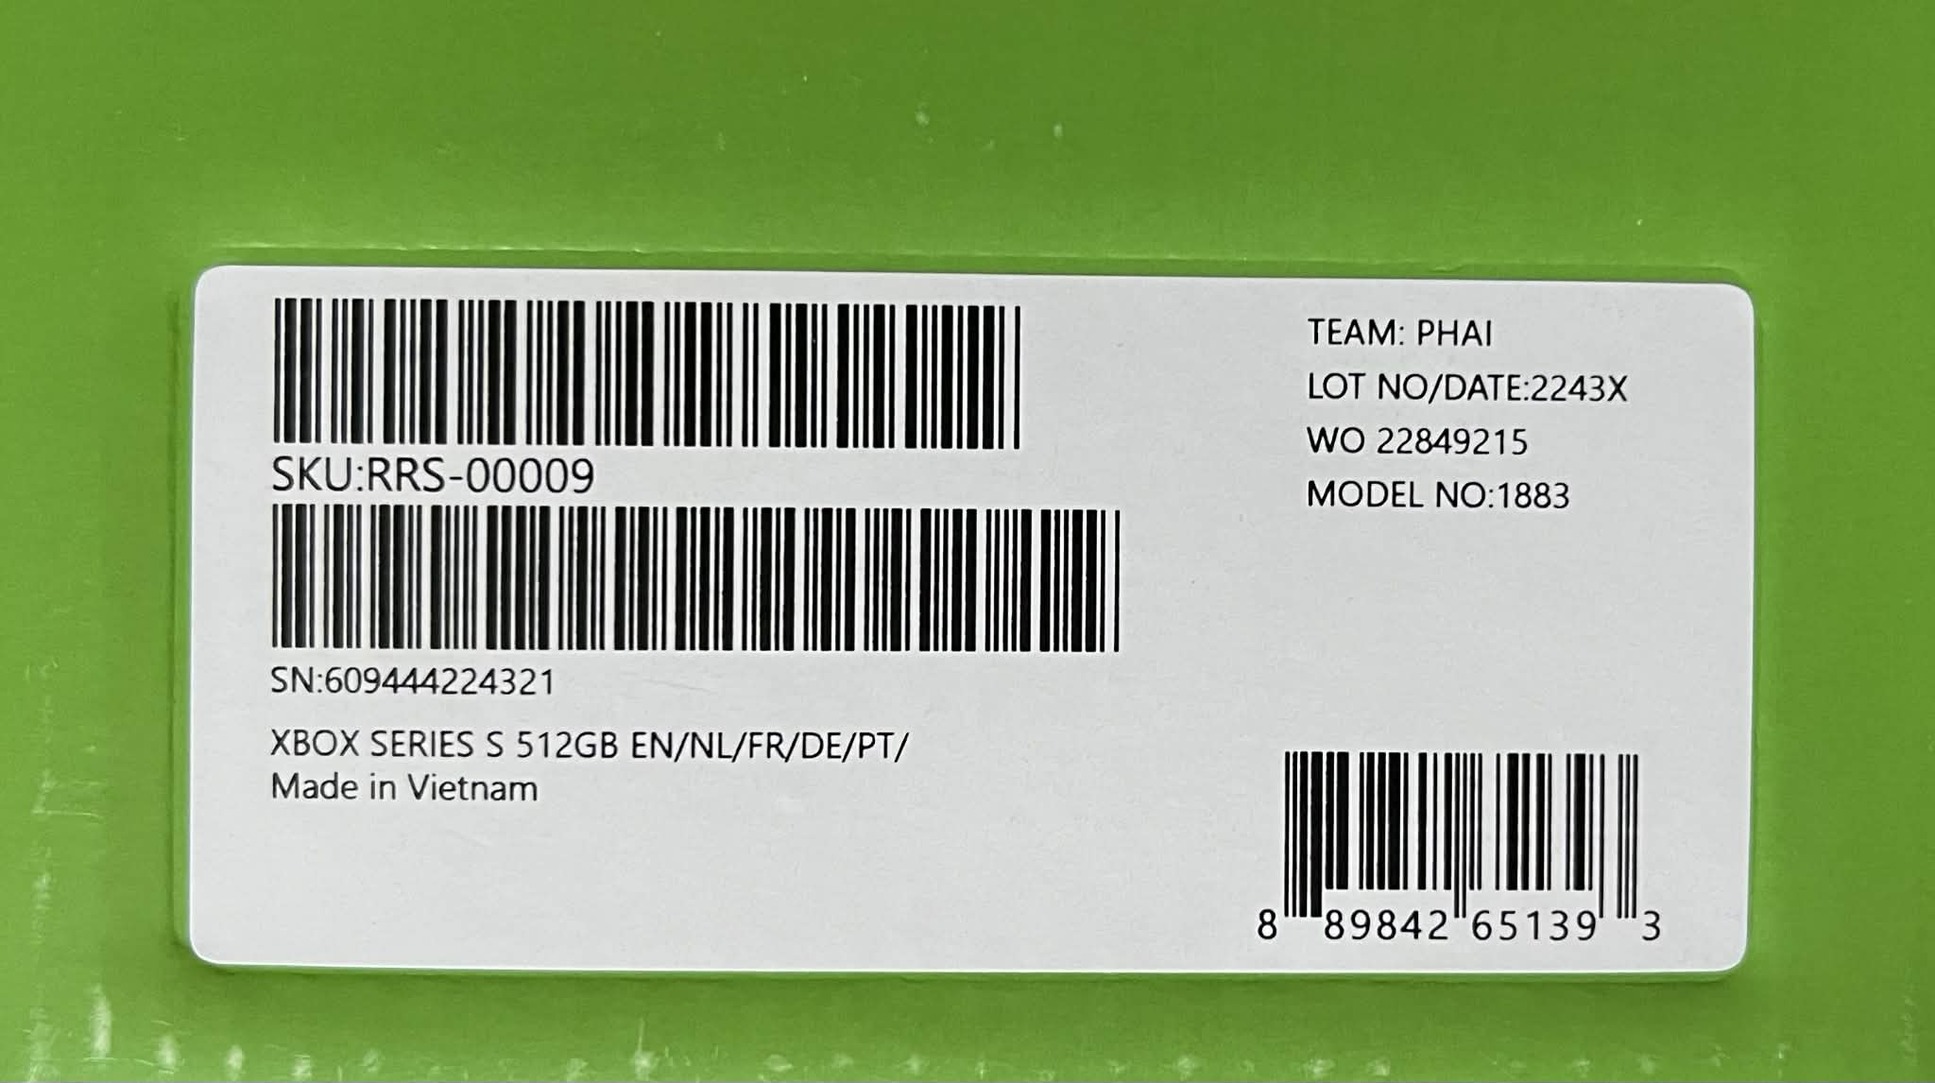 SKU:RRS-00009
SN:609444224321
XBOX SERIES S 512GB EN/NL/FR/DE/PT/
Made in Vietnam
TEAM: PHAI
LOT NO/DATE:2243X
WO 22849215
MODEL NO:1883
8 89842 65139 3